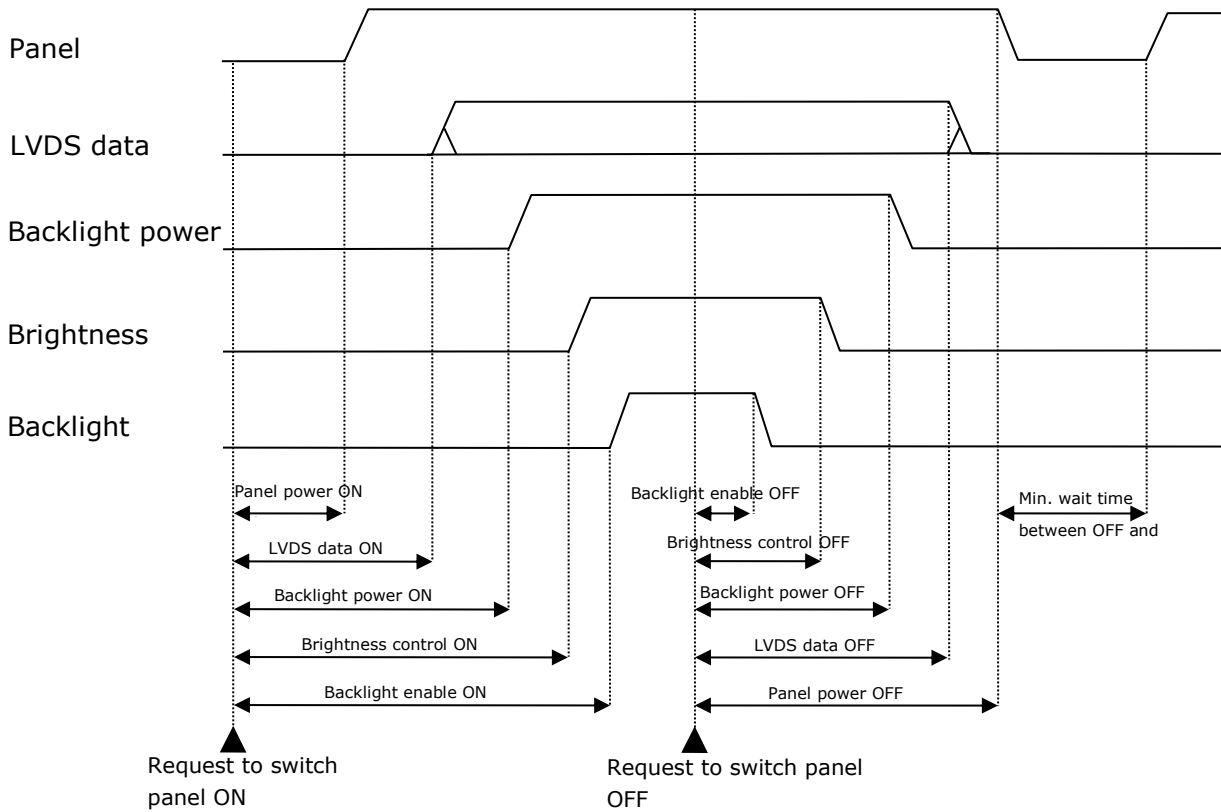 Panel
LVDS data
Backlight power
Brightness
Backlight
Panel power ON
Backlight enable OFF
Min. wait time
between OFF and
LVDS data ON
Brightness control OFF
Backlight power ON
Backlight power OFF
Brightness control ON
LVDS data OFF
Backlight enable ON
Panel power OFF
Request to switch
panel ON
Request to switch panel
OFF